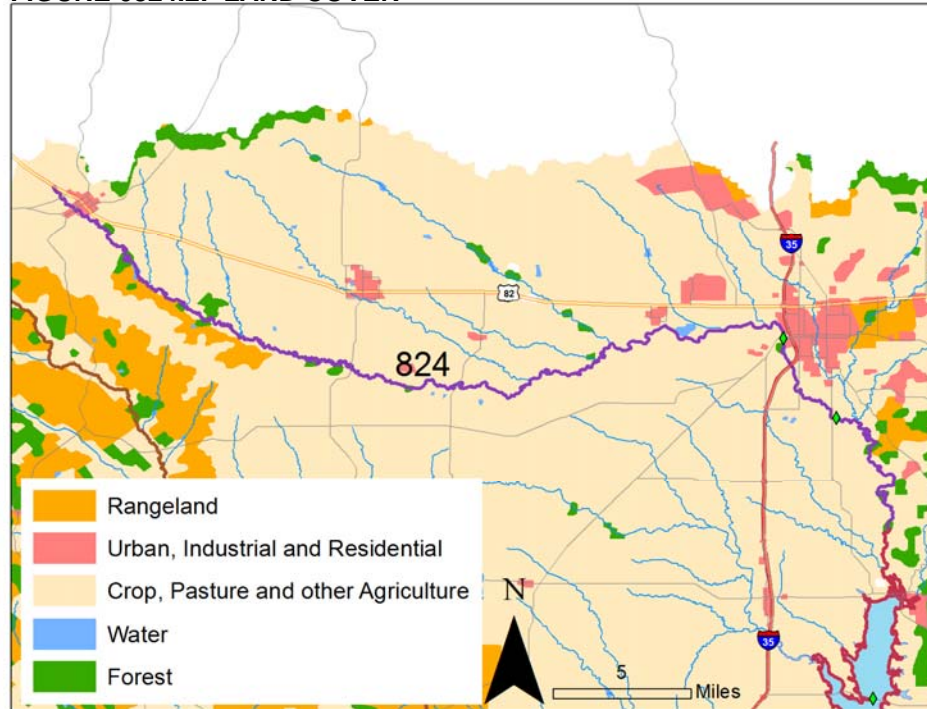 35
82
824
Rangeland
Urban, Industrial and Residential
Crop, Pasture and other Agriculture
Water
Forest
N
5
Miles
35